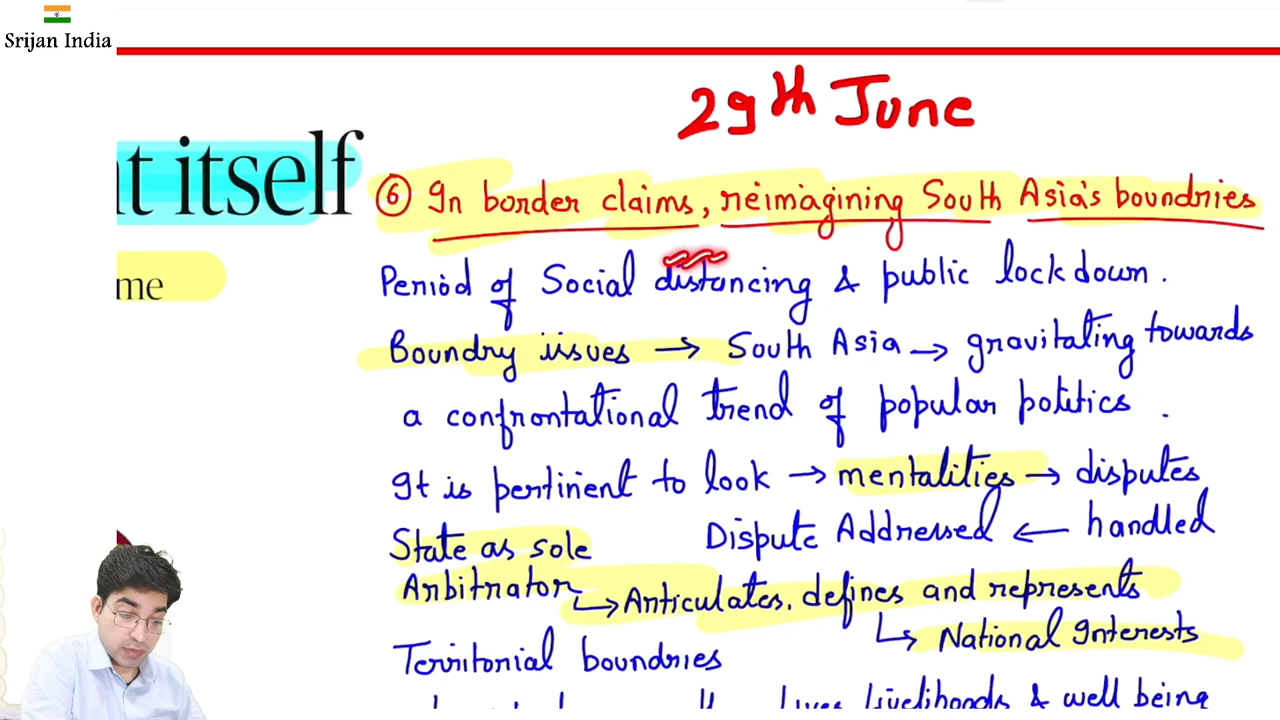 Srijan India
29th June
t itself
me
⑥ In border claims, reimagining South Asia's boundries
Period of Social distancing & public lockdown.
Boundry issues → South Asia → gravitating towards
a confrontational trend of popular politics .
It is pertinent to look → mentalities → disputes
State as sole Dispute Addressed ← handled
Arbitrator ↳ Articulates, defines and represents
↳ National Interests
Territorial boundries
lives livelihoods & well being